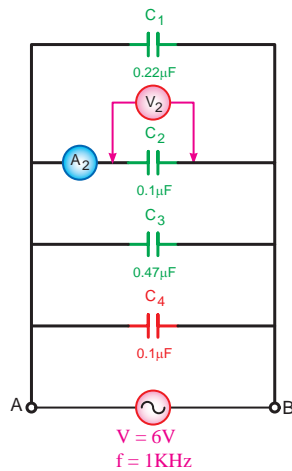 C1
0.22μF
V2
A2
C2
0.1μF
C3
0.47μF
C4
0.1μF
A
B
V = 6V
f = 1KHz